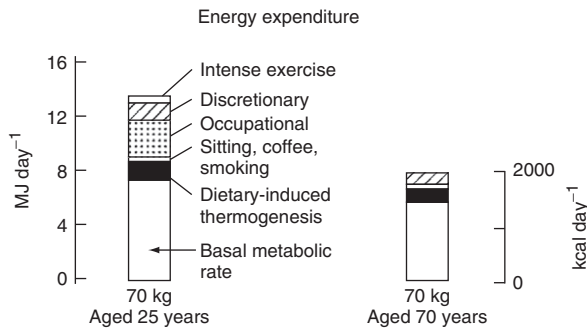 Energy expenditure
16
12
8
4
0
MJ day⁻¹
Intense exercise
Discretionary
Occupational
Sitting, coffee,
smoking
Dietary-induced
thermogenesis
Basal metabolic
rate
70 kg
Aged 25 years
2000
0
kcal day⁻¹
70 kg
Aged 70 years